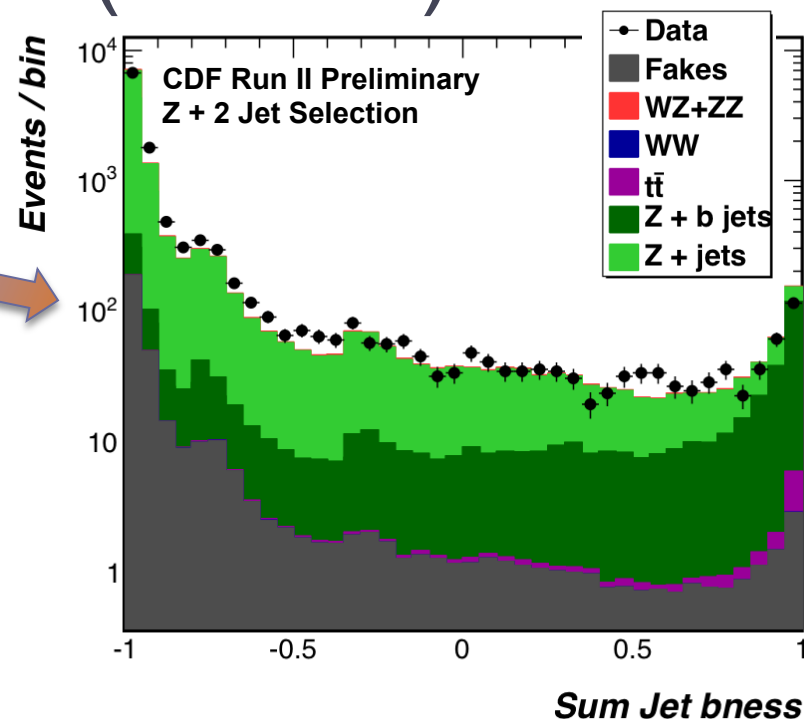 10⁴
10³
10²
10
1
Events / bin
CDF Run II Preliminary
Z + 2 Jet Selection
Data
Fakes
WZ+ZZ
WW
tt̄
Z + b jets
Z + jets
-1
-0.5
0
0.5
1
Sum Jet bness